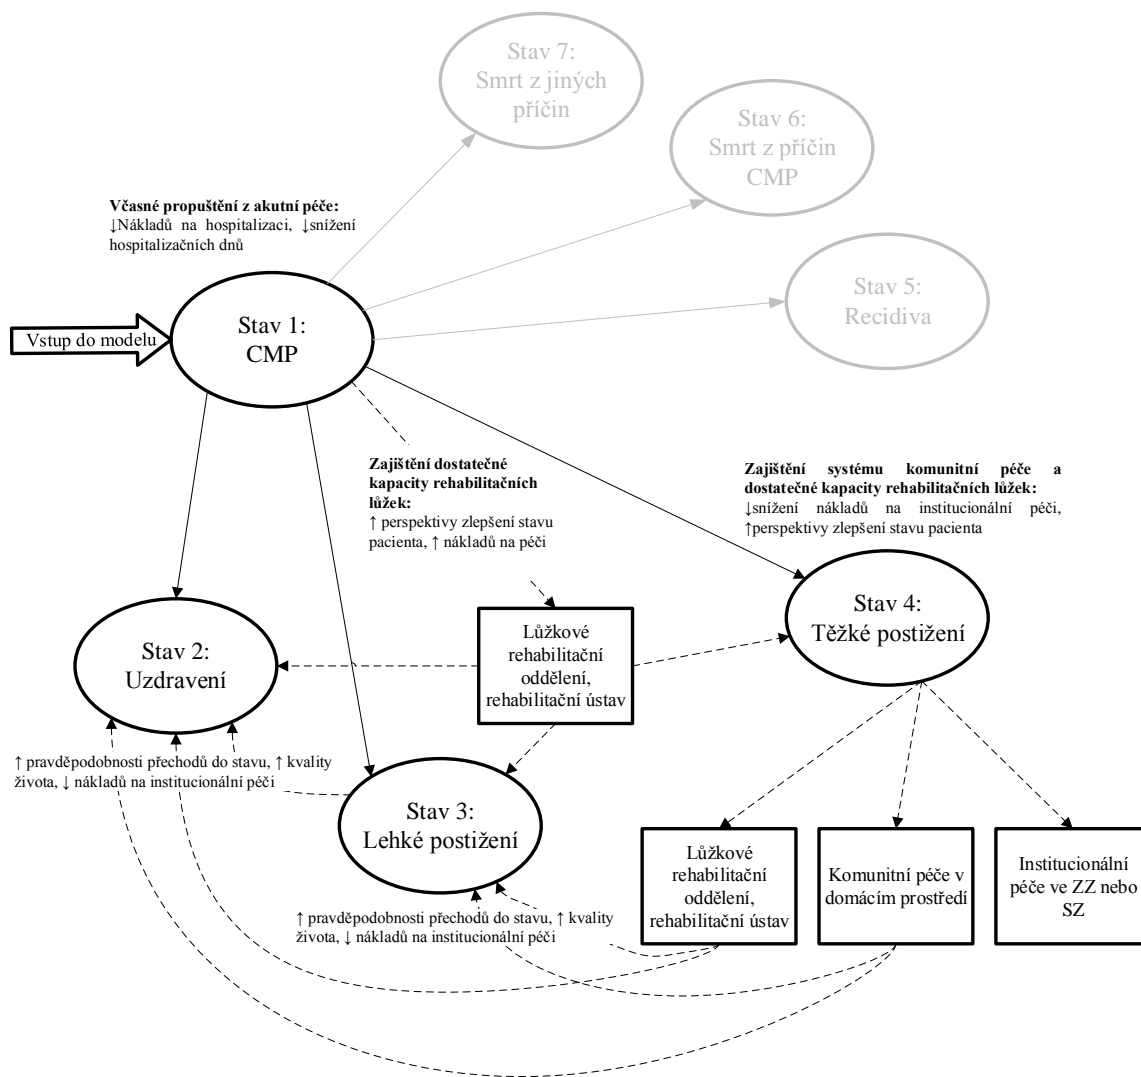 Stav 7:
Smrt z jiných
příčin
Stav 6:
Smrt z příčin
CMP
Včasné propuštění z akutní péče:
↓Nákladů na hospitalizaci, ↓snížení
hospitalizačních dnů
Stav 5:
Recidiva
Vstup do modelu
Stav 1:
CMP
Zajištění dostatečné
kapacity rehabilitačních
lůžek:
↑ perspektivy zlepšení stavu
pacienta, ↑ nákladů na péči
Zajištění systému komunitní péče a
dostatečné kapacity rehabilitačních lůžek:
↓snížení nákladů na institucionální péči,
↑perspektivy zlepšení stavu pacienta
Stav 4:
Těžké postižení
Lůžkové
rehabilitační
oddělení,
rehabilitační ústav
Stav 2:
Uzdravení
↑ pravděpodobnosti přechodů do stavu, ↑ kvality
života, ↓ nákladů na institucionální péči
Stav 3:
Lehké postižení
Lůžkové
rehabilitační
oddělení,
rehabilitační ústav
Komunitní péče v
domácím prostředí
Institucionální
péče ve ZZ nebo
SZ
↑ pravděpodobnosti přechodů do stavu, ↑ kvality
života, ↓ nákladů na institucionální péči